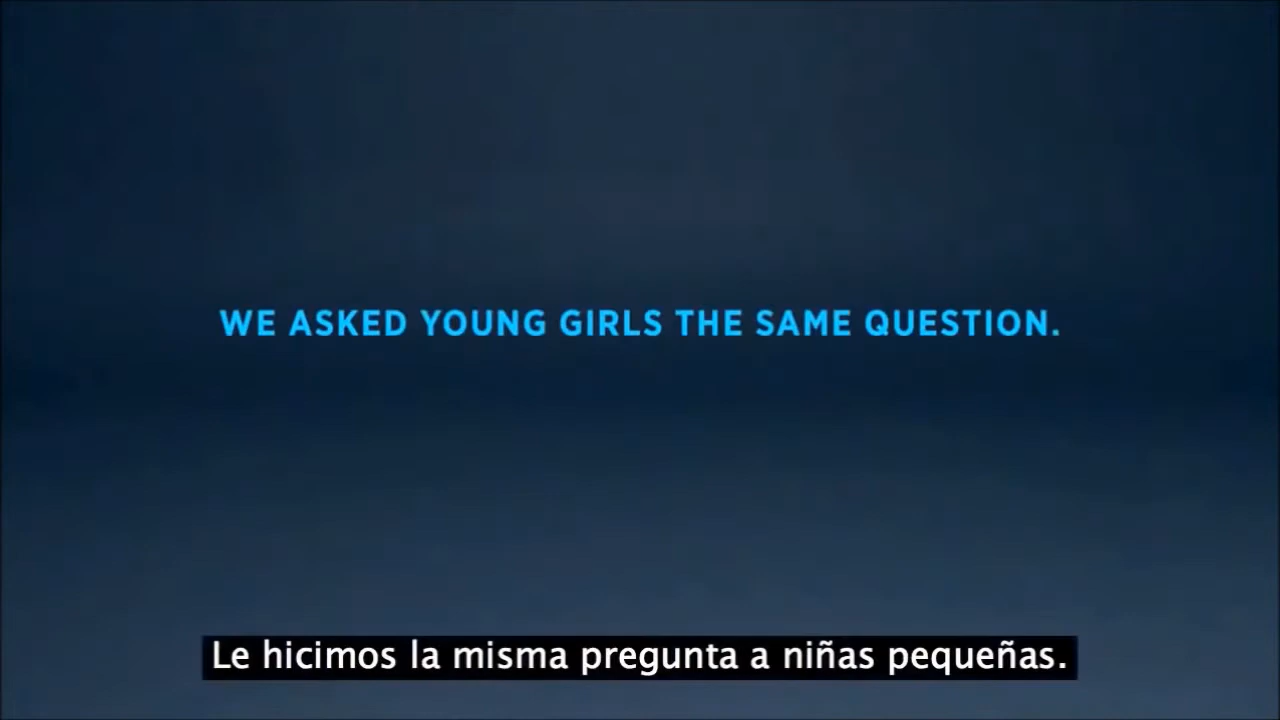 WE ASKED YOUNG GIRLS THE SAME QUESTION.
Le hicimos la misma pregunta a niñas pequeñas.